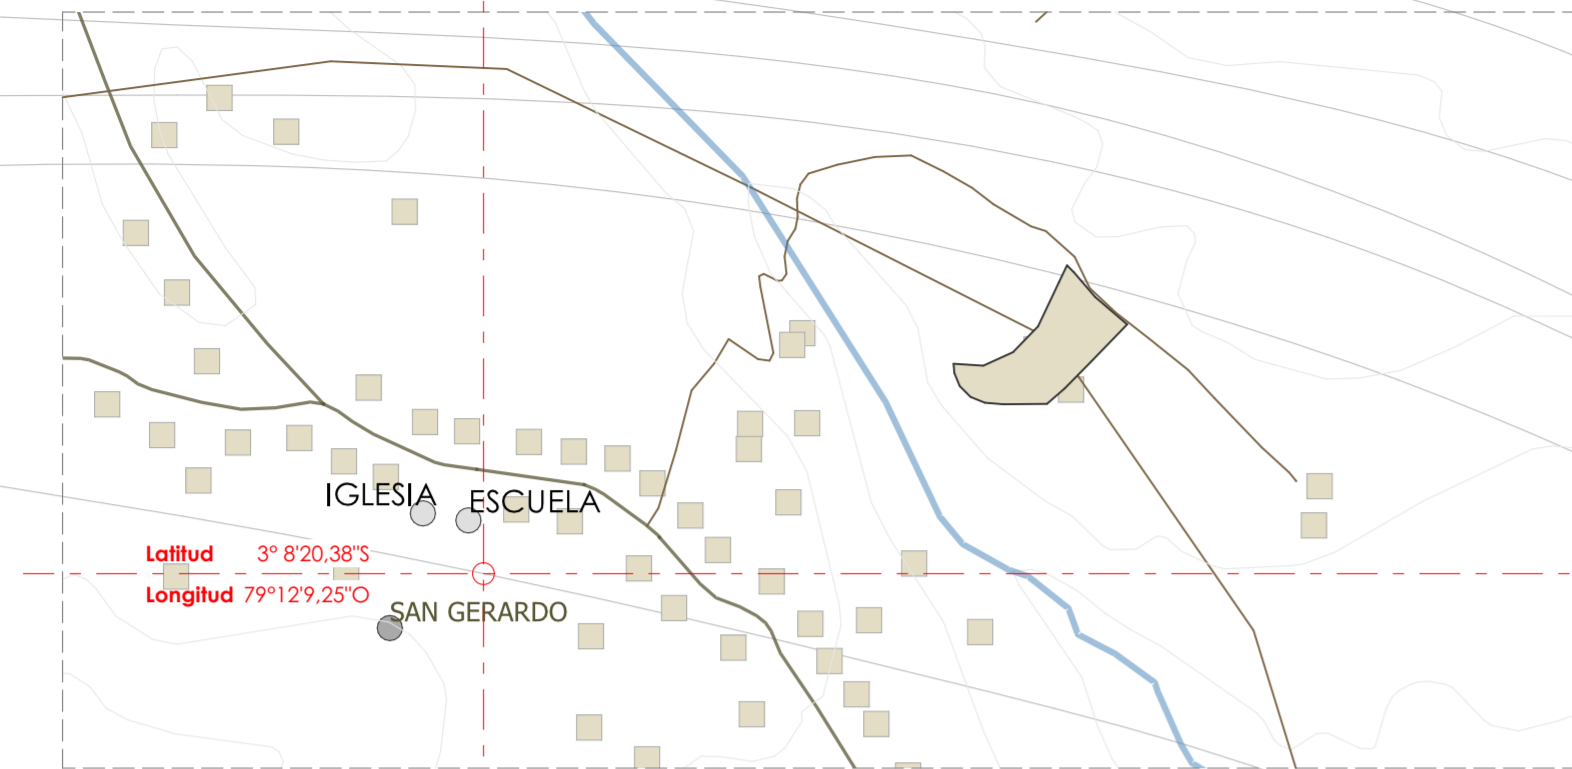 IGLESIA
ESCUELA
Latitud 3° 8'20,38"S
Longitud 79°12'9,25"O
SAN GERARDO